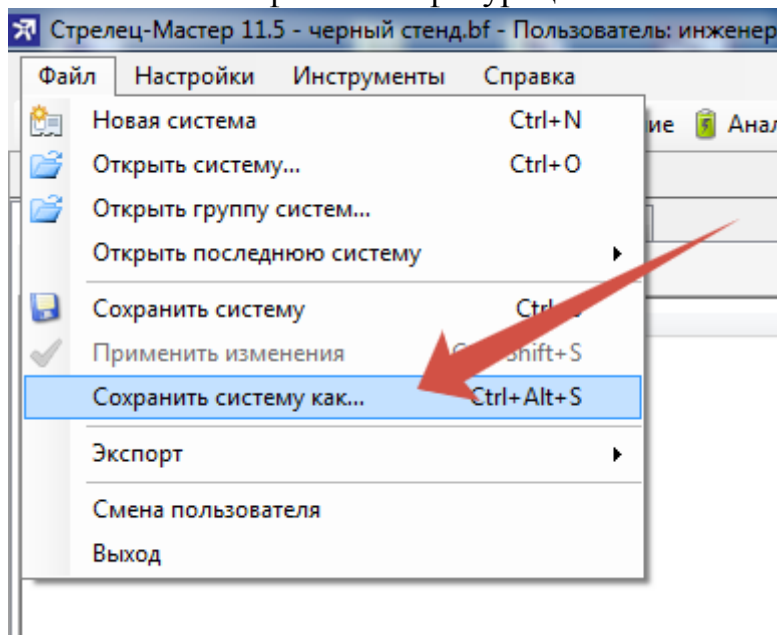 Стрелец-Мастер 11.5 - черный стенд.bf - Пользователь: инженер
Файл Настройки Инструменты Справка
Новая система Ctrl+N
Анал
Открыть систему... Ctrl+O
Открыть группу систем...
Открыть последнюю систему
Сохранить систему
Применить изменения Shift+S
Сохранить систему как... Ctrl+Alt+S
Экспорт
Смена пользователя
Выход